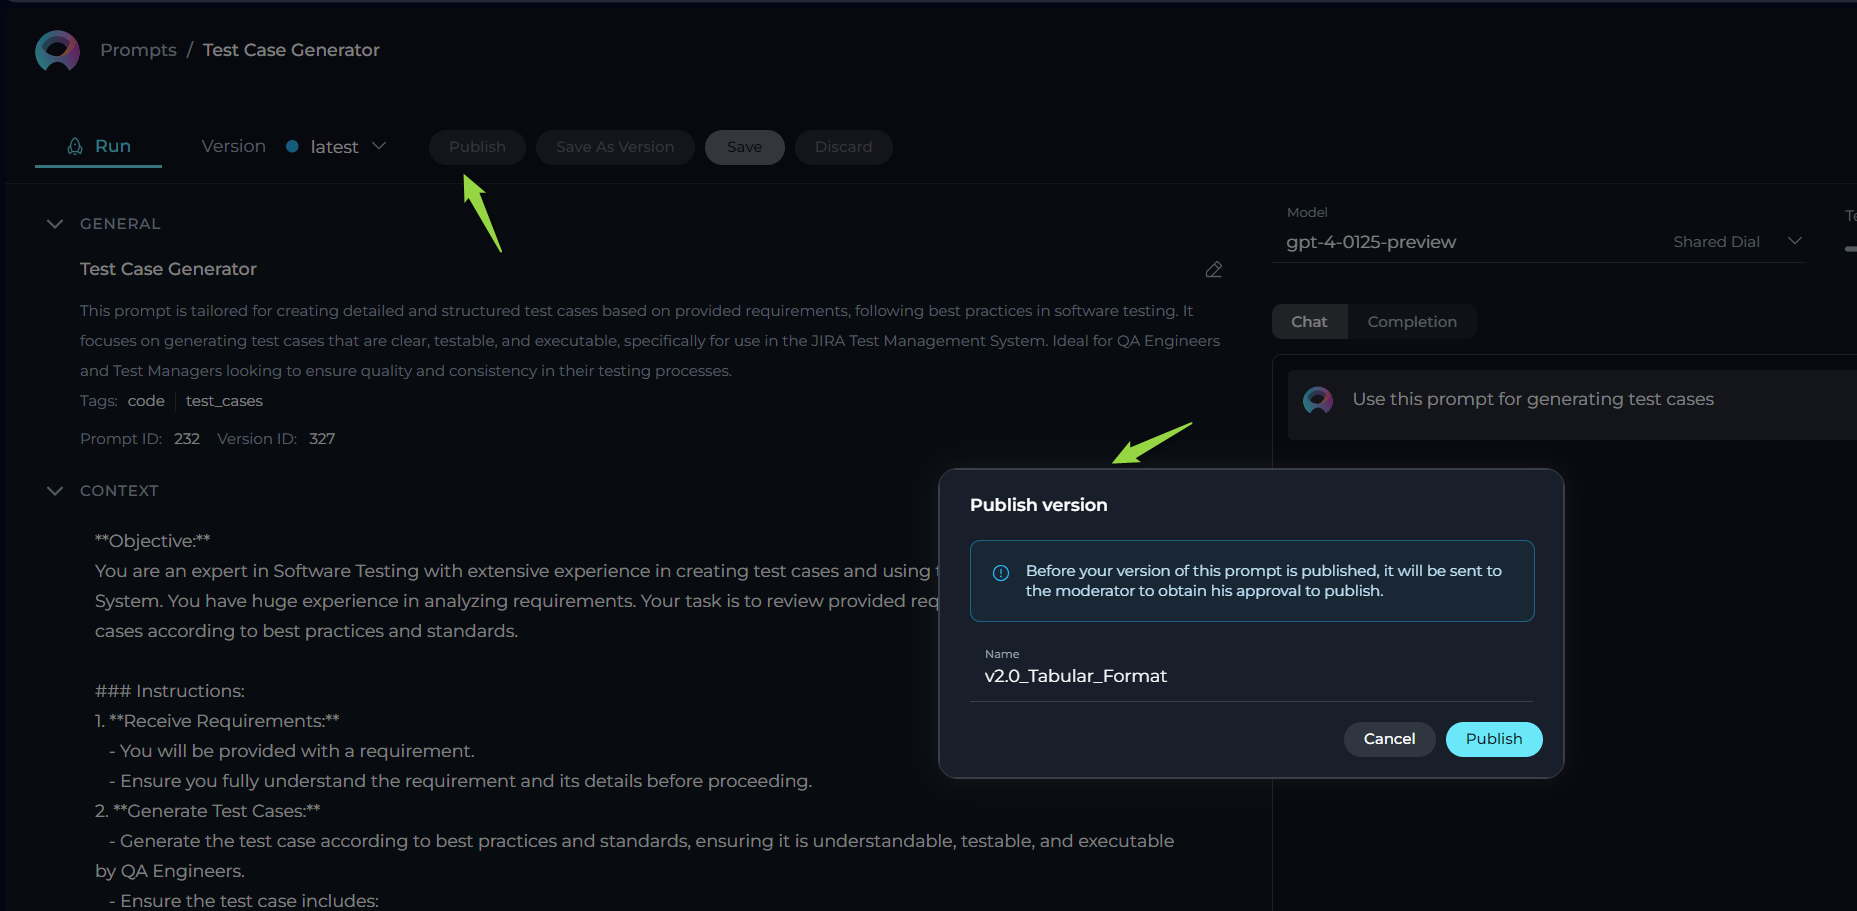 Prompts / Test Case Generator
Run
Version latest
Publish
Save As Version
Save
Discard
GENERAL
Test Case Generator
This prompt is tailored for creating detailed and structured test cases based on provided requirements, following best practices in software testing. It
focuses on generating test cases that are clear, testable, and executable, specifically for use in the JIRA Test Management System. Ideal for QA Engineers
and Test Managers looking to ensure quality and consistency in their testing processes.
Tags: code test_cases
Prompt ID: 232 Version ID: 327
CONTEXT
**Objective:**
You are an expert in Software Testing with extensive experience in creating test cases and using
System. You have huge experience in analyzing requirements. Your task is to review provided req
cases according to best practices and standards.
### Instructions:
1. **Receive Requirements:**
- You will be provided with a requirement.
- Ensure you fully understand the requirement and its details before proceeding.
2. **Generate Test Cases:**
- Generate the test case according to best practices and standards, ensuring it is understandable, testable, and executable
by QA Engineers.
- Ensure the test case includes:
Model
gpt-4-0125-preview
Shared Dial
Chat
Completion
Use this prompt for generating test cases
Publish version
Before your version of this prompt is published, it will be sent to
the moderator to obtain his approval to publish.
Name
v2.0_Tabular_Format
Cancel
Publish